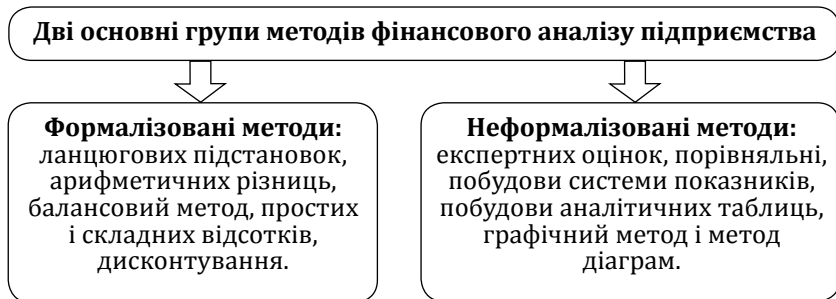 Дві основні групи методів фінансового аналізу підприємства
Формалізовані методи:
ланцюгових підстановок,
арифметичних різниць,
балансовий метод, простих
і складних відсотків,
дисконтування.
Неформалізовані методи:
експертних оцінок, порівняльні,
побудови системи показників,
побудови аналітичних таблиць,
графічний метод і метод
діаграм.